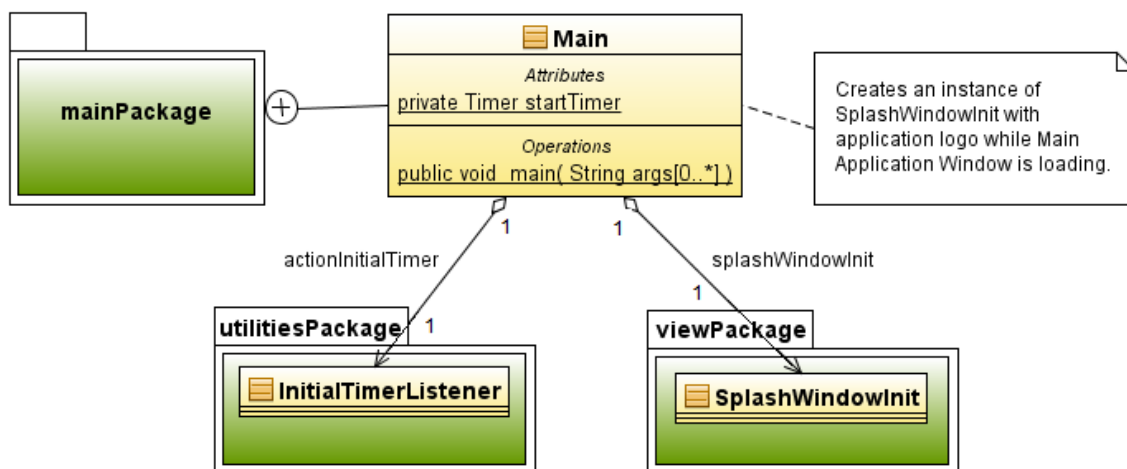 mainPackage
Main
Attributes
private Timer startTimer
Operations
public void  main( String args[0..*] )
Creates an instance of
SplashWindowInit with
application logo while Main
Application Window is loading.
1
1
actionInitialTimer
splashWindowInit
1
1
utilitiesPackage
viewPackage
InitialTimerListener
SplashWindowInit